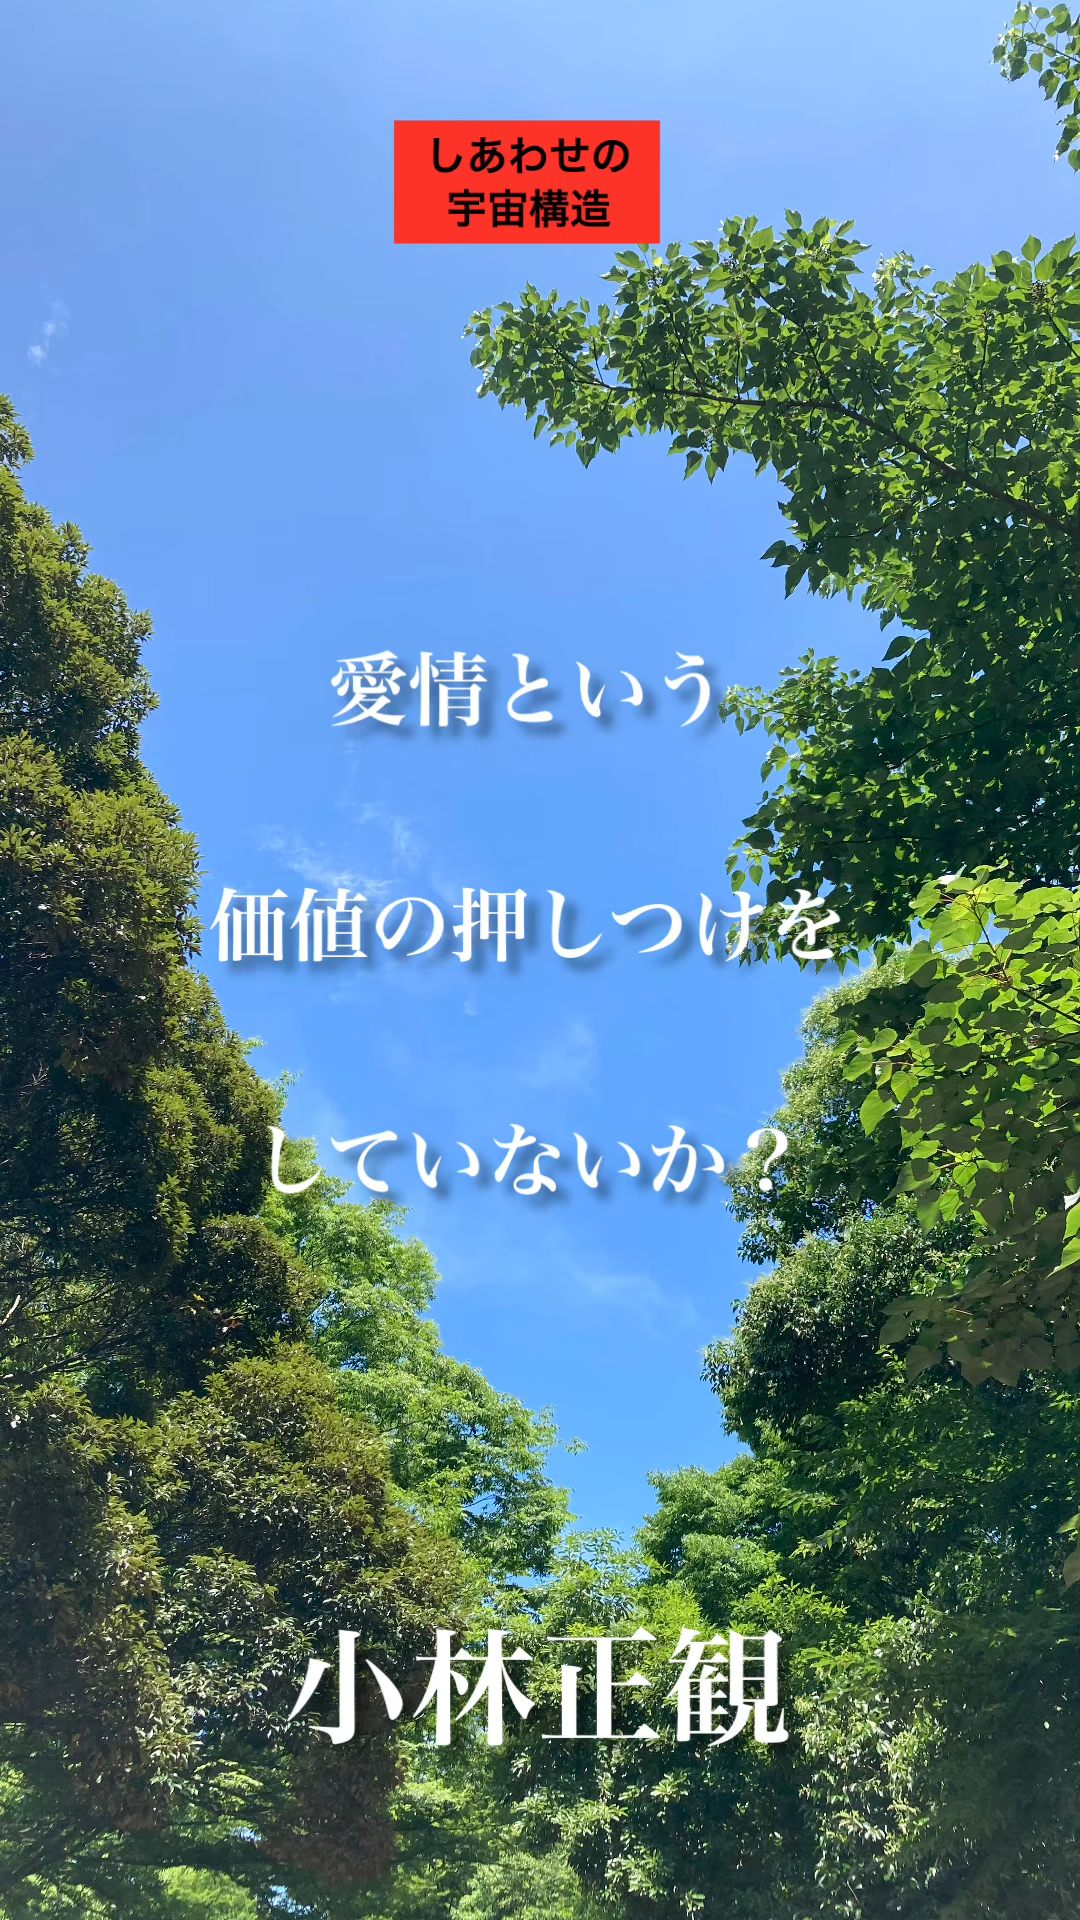 しあわせの
宇宙構造
愛情という
価値の押しつけを
していないか？
小林正観